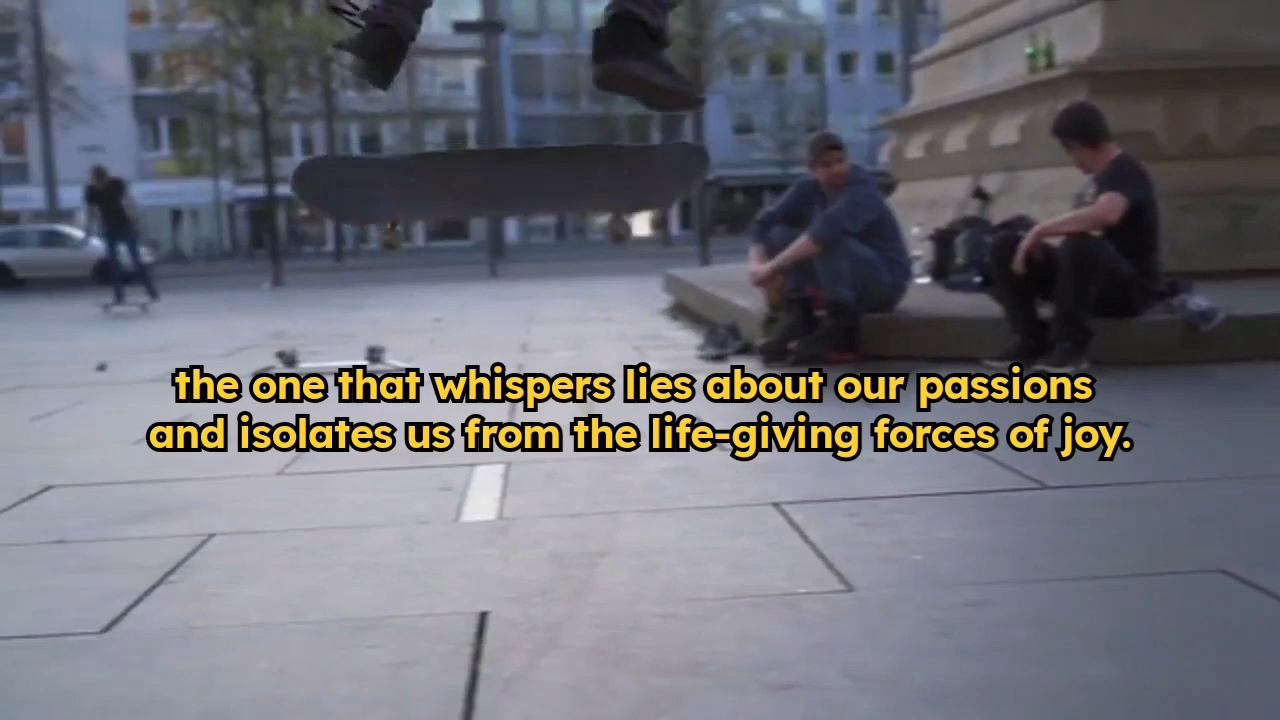 the one that whispers lies about our passions
and isolates us from the life-giving forces of joy.